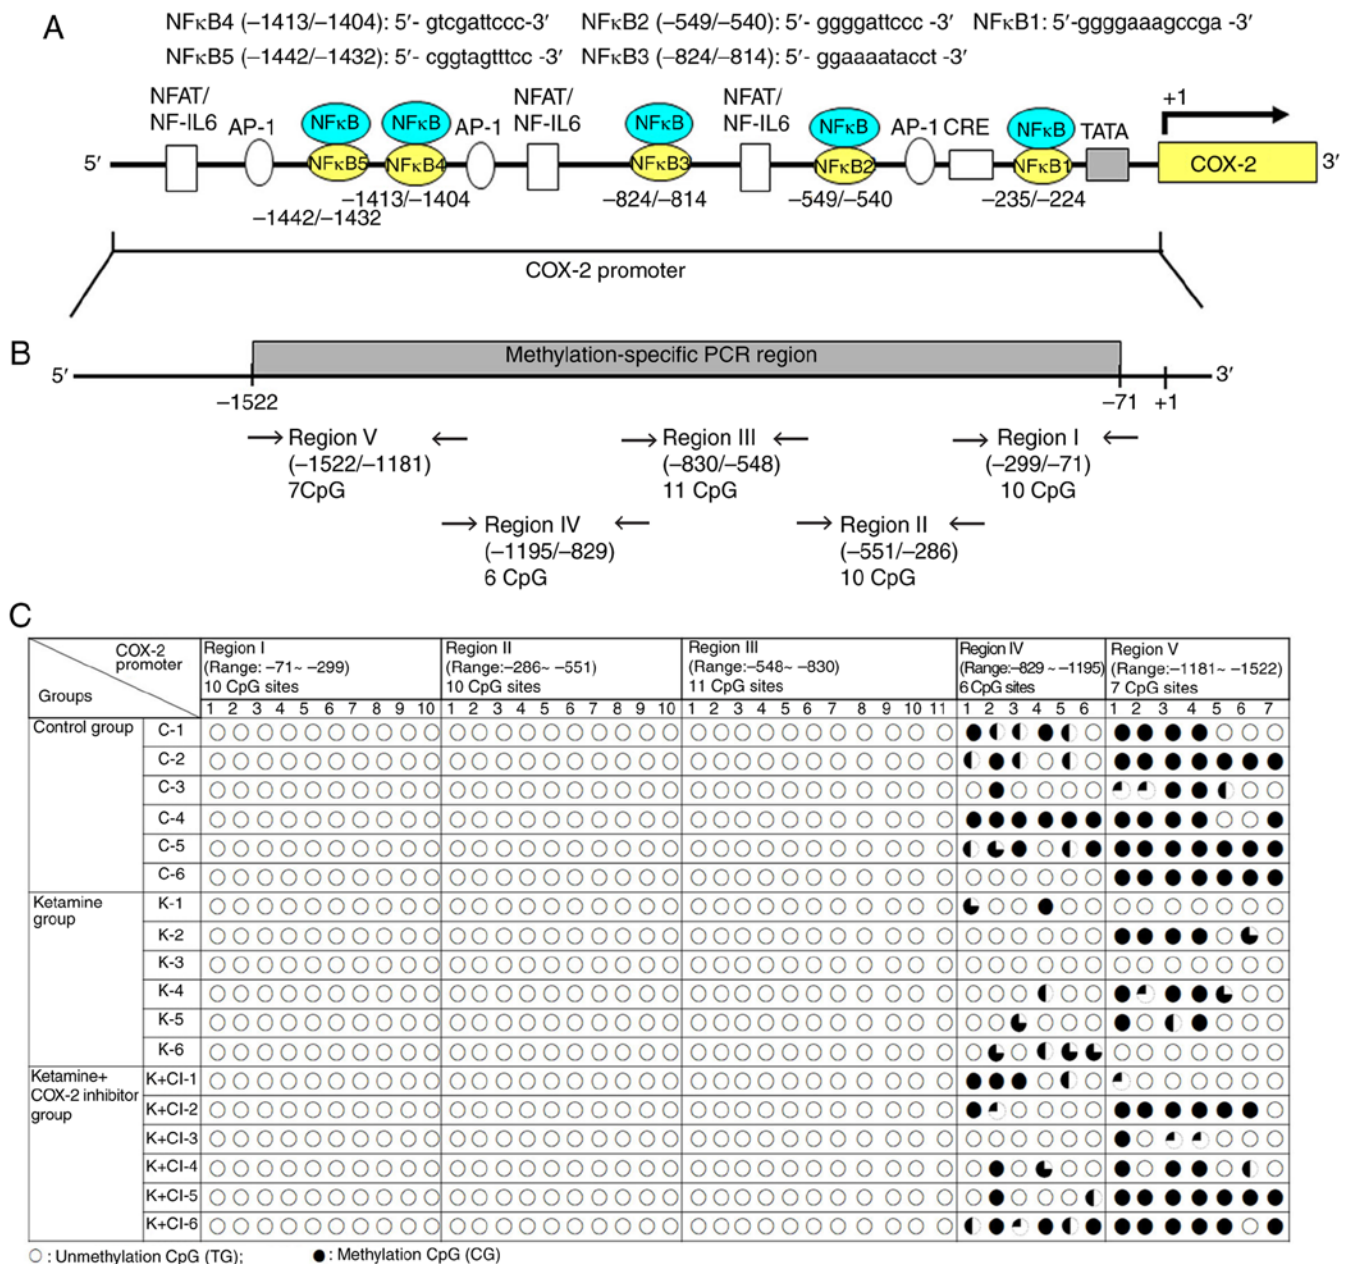 A
NFκB4 (–1413/–1404): 5′- gtcgattccc-3′ NFκB2 (–549/–540): 5′- ggggattccc -3′ NFκB1: 5′-ggggaaagccga -3′
NFκB5 (–1442/–1432): 5′- cggtagtttcc -3′ NFκB3 (–824/–814): 5′- ggaaaatacct -3′
NFAT/ NFAT/ NFAT/ +1
NF-IL6 AP-1 NFκB NFκB AP-1 NF-IL6 NFκB NF-IL6 NFκB AP-1 CRE NFκB TATA
5′ NFκB5 NFκB4 NFκB3 NFκB2 NFκB1 COX-2 3′
–1413/–1404 –824/–814 –549/–540 –235/–224
–1442/–1432
COX-2 promoter
B
Methylation-specific PCR region
5′ 3′
–1522 –71 +1
Region V Region III Region I
(–1522/–1181) (–830/–548) (–299/–71)
7CpG 11 CpG 10 CpG
Region IV Region II
(–1195/–829) (–551/–286)
6 CpG 10 CpG
C
COX-2 promoter Groups
Region I (Range: –71~ –299) 10 CpG sites
Region II (Range:–286~ –551) 10 CpG sites
Region III (Range:–548~ –830) 11 CpG sites
Region IV (Range:–829 ~ –1195) 6 CpG sites
Region V (Range:–1181~ –1522) 7 CpG sites
1 2 3 4 5 6 7 8 9 10 1 2 3 4 5 6 7 8 9 10 1 2 3 4 5 6 7 8 9 10 11 1 2 3 4 5 6 1 2 3 4 5 6 7
Control group C-1
C-2
C-3
C-4
C-5
C-6
Ketamine group K-1
K-2
K-3
K-4
K-5
K-6
Ketamine+ COX-2 inhibitor group K+CI-1
K+CI-2
K+CI-3
K+CI-4
K+CI-5
K+CI-6
: Unmethylation CpG (TG); : Methylation CpG (CG)